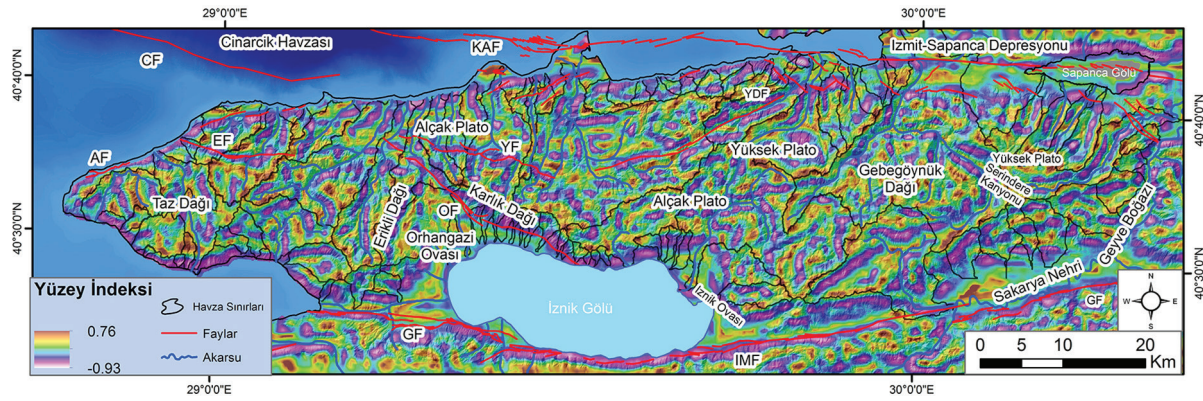 29°0'0"E
30°0'0"E
Cinarcik Havzası
KAF
Izmit-Sapanca Depresyonu
CF
Sapanca Gölü
40°40'0"N
40°40'0"N
YDF
EF
Alçak Plato
YF
Yüksek Plato
Yüksek Plato
AF
Gebegöynük
Dağı
Serindere
Kanyonu
Taz Dağı
Erikli Dağı
OF
Karlık Dağı
Alçak Plato
Geyve Boğazı
40°30'0"N
40°30'0"N
Orhangazi
Ovası
Sakarya Nehri
İznik Gölü
İznik Ovası
GF
GF
IMF
Yüzey İndeksi
0.76
-0.93
Havza Sınırları
Faylar
Akarsu
N
W
E
S
0
5
10
20
Km
29°0'0"E
30°0'0"E